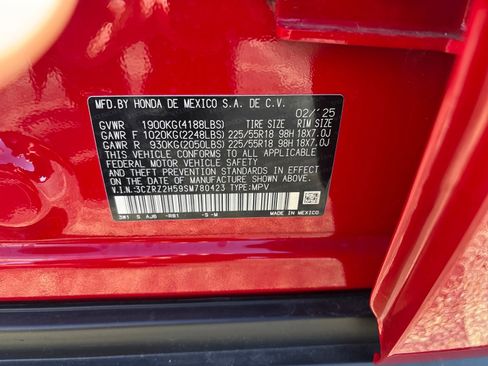 MFD.BY HONDA DE MEXICO S.A. DE C.V.
02/'25
GVWR 1900KG(4188LBS) TIRE SIZE RIM SIZE
GAWR F 1020KG(2248LBS) 225/55R18 98H 18X7.0J
GAWR R 930KG(2050LBS) 225/55R18 98H 18X7.0J
THIS VEHICLE CONFORMS TO ALL APPLICABLE
FEDERAL MOTOR VEHICLE SAFETY
AND THEFT PREVENTION STANDARDS IN EFFECT
ON THE DATE OF MANUFACTURE SHOWN ABOVE.
V.I.N.:3CZRZ2H59SM780423 TYPE:MPV
3W1 S AJ6 -R81 -S -M
MADE IN MEXICO